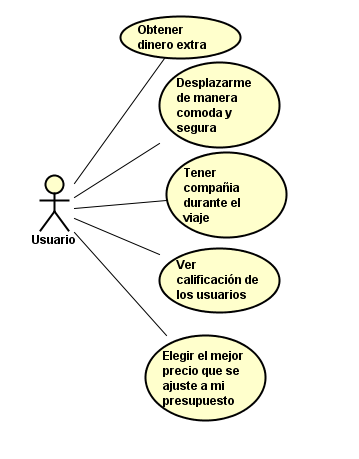 Obtener
dinero extra
Desplazarme
de manera
comoda y
segura
Tener
compañia
durante el
viaje
Usuario
Ver
calificación de
los usuarios
Elegir el mejor
precio que se
ajuste a mi
presupuesto